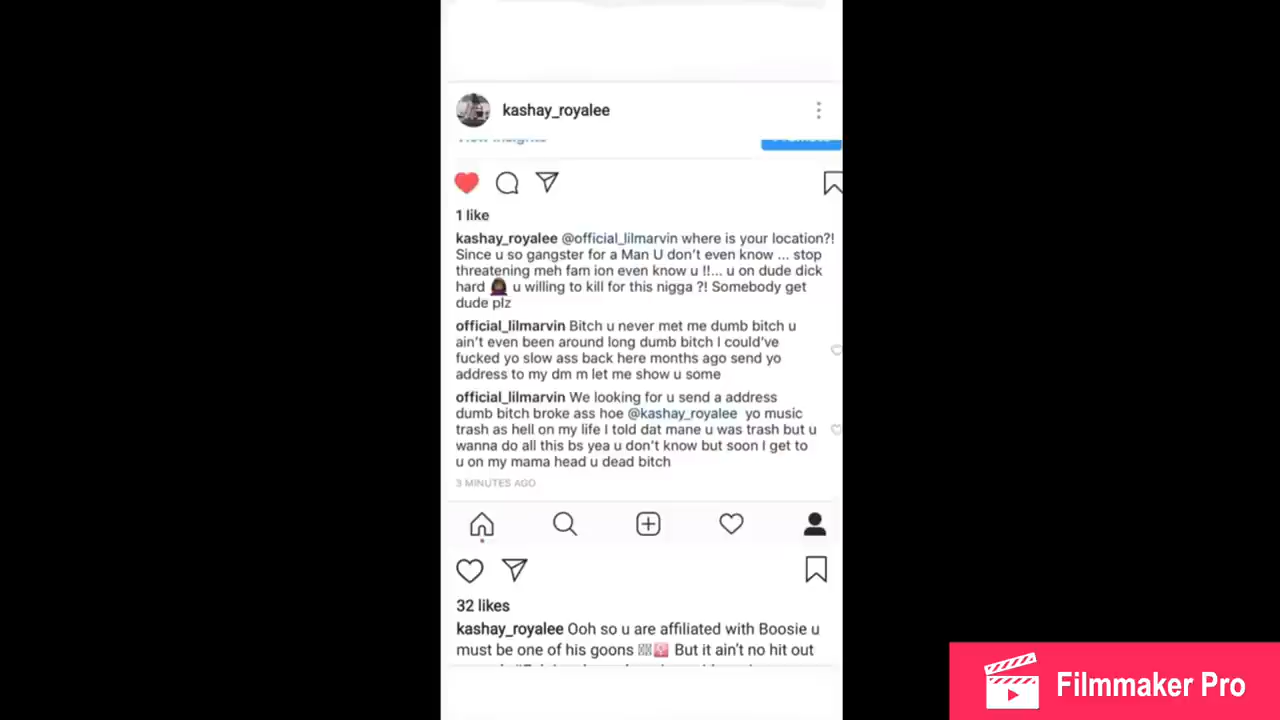 kashay_royalee
1 like
kashay_royalee @official_lilmarvin where is your location?!
Since u so gangster for a Man U don't even know ... stop
threatening meh fam ion even know u !!... u on dude dick
hard 🙇🏾‍♀️ u willing to kill for this nigga ?! Somebody get
dude plz
official_lilmarvin Bitch u never met me dumb bitch u
ain't even been around long dumb bitch I could've
fucked yo slow ass back here months ago send yo
address to my dm m let me show u some
official_lilmarvin We looking for u send a address
dumb bitch broke ass hoe @kashay_royalee yo music
trash as hell on my life I told dat mane u was trash but u
wanna do all this bs yea u don't know but soon I get to
u on my mama head u dead bitch
3 MINUTES AGO
32 likes
kashay_royalee Ooh so u are affiliated with Boosie u
must be one of his goons But it ain't no hit out
Filmmaker Pro